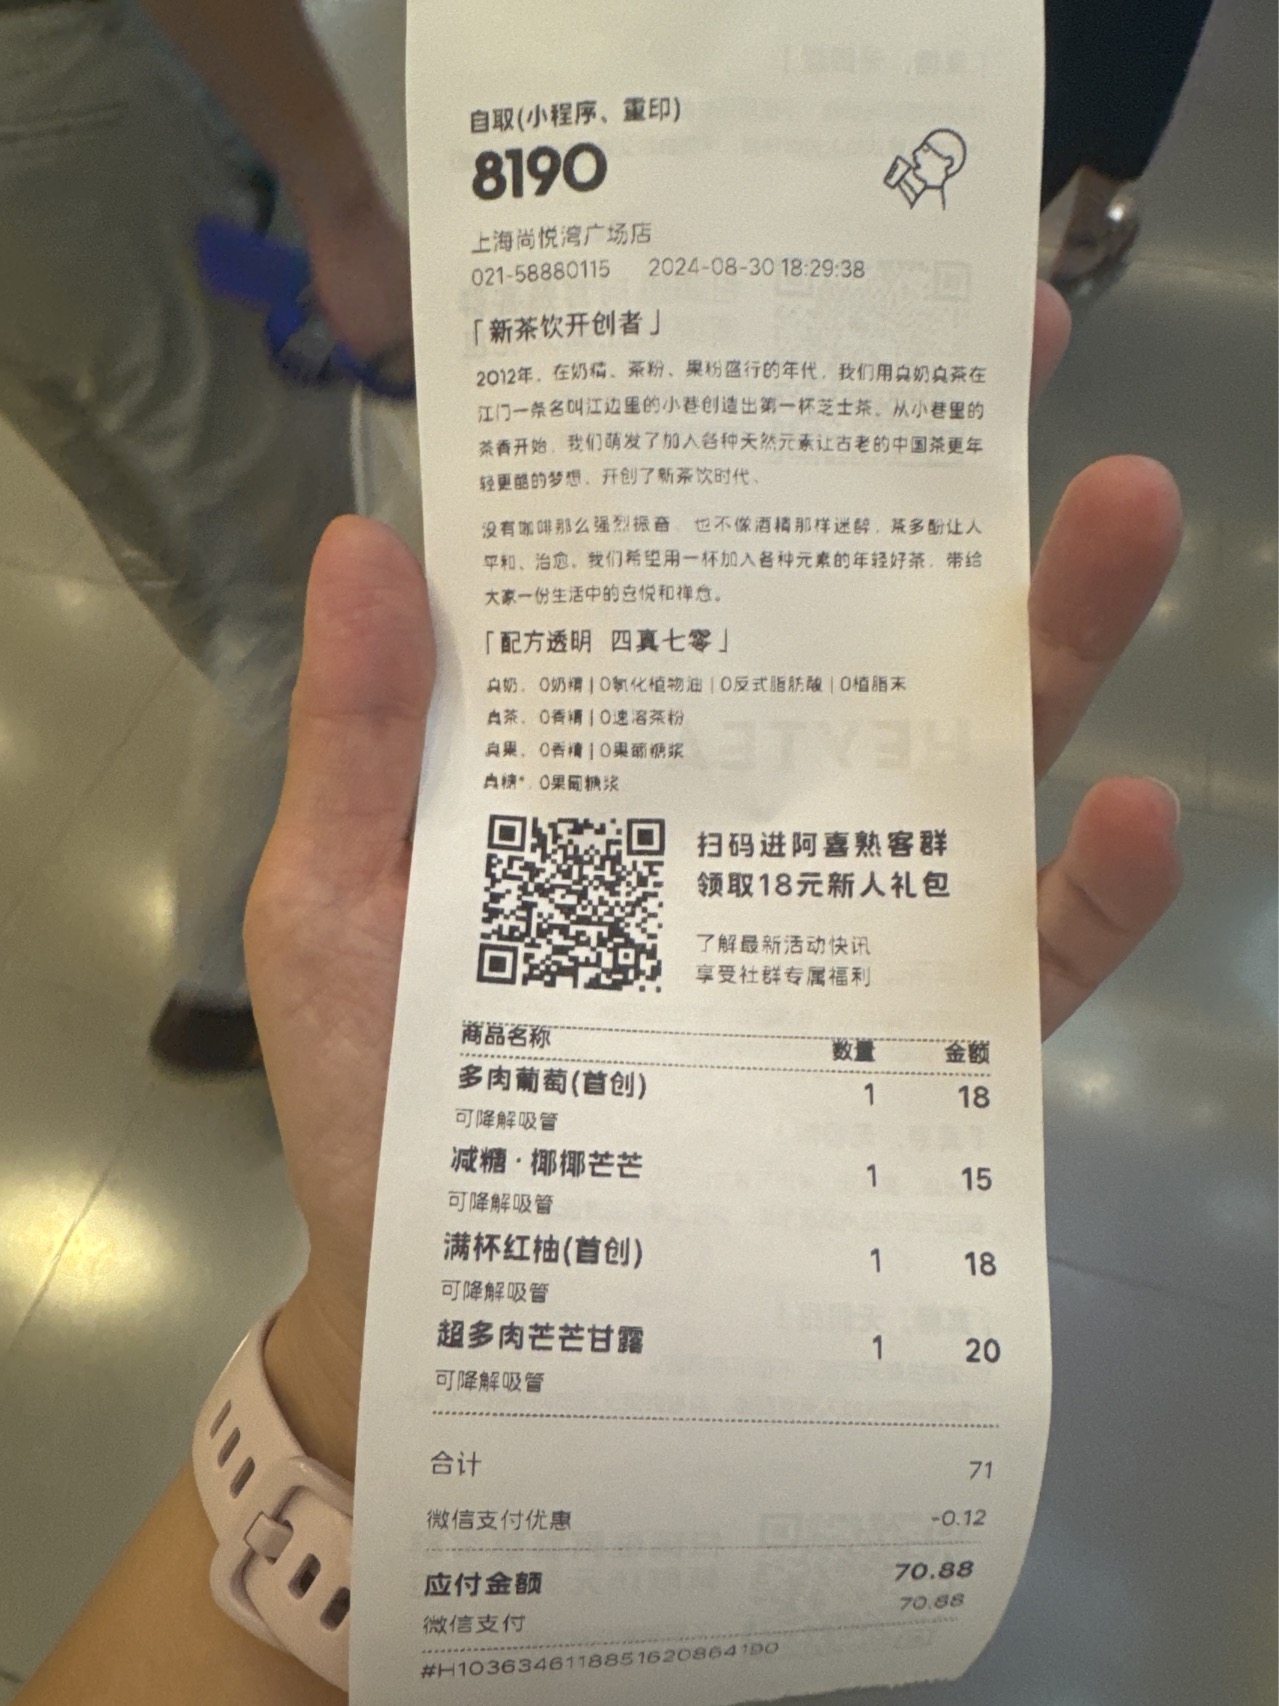 自取(小程序、重印)
8190
上海尚悦湾广场店
021-58880115 2024-08-30 18:29:38
「新茶饮开创者」
2012年，在奶精、茶粉、果粉盛行的年代，我们用真奶真茶在
江门一条名叫江边里的小巷创造出第一杯芝士茶。从小巷里的
茶香开始，我们萌发了加入各种天然元素让古老的中国茶更年
轻更酷的梦想，开创了新茶饮时代。
没有咖啡那么强烈振奋，也不像酒精那样迷醉，茶多酚让人
平和、治愈。我们希望用一杯加入各种元素的年轻好茶，带给
大家一份生活中的喜悦和禅意。
「配方透明 四真七零」
真奶，0奶精 | 0氢化植物油 | 0反式脂肪酸 | 0植脂末
真茶，0香精 | 0速溶茶粉
真果，0香精 | 0果葡糖浆
真糖*，0果葡糖浆
扫码进阿喜熟客群
领取18元新人礼包
了解最新活动快讯
享受社群专属福利
商品名称 数量 金额
多肉葡萄(首创) 1 18
可降解吸管
减糖·椰椰芒芒 1 15
可降解吸管
满杯红柚(首创) 1 18
可降解吸管
超多肉芒芒甘露 1 20
可降解吸管
合计 71
微信支付优惠 -0.12
应付金额 70.88
微信支付 70.88
#H1036346118851620864190